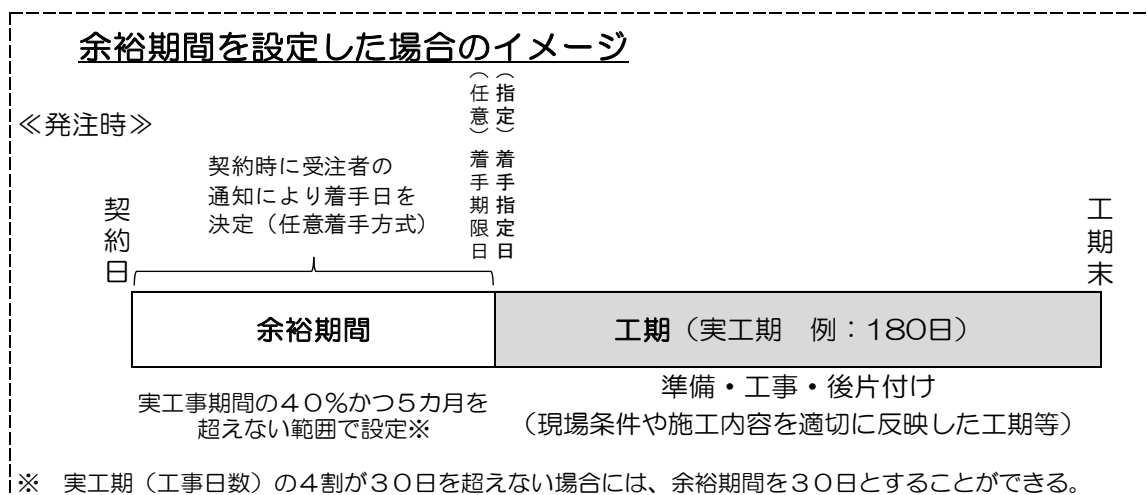 余裕期間を設定した場合のイメージ
≪発注時≫
契約日
契約時に受注者の
通知により着手日を
決定（任意着手方式）
（任意）着手期限日
（指定）着手指定日
工期末
余裕期間
工期（実工期　例：１８０日）
実工事期間の４０％かつ５カ月を
超えない範囲で設定※
準備・工事・後片付け
（現場条件や施工内容を適切に反映した工期等）
※　実工期（工事日数）の４割が３０日を超えない場合には、余裕期間を３０日とすることができる。